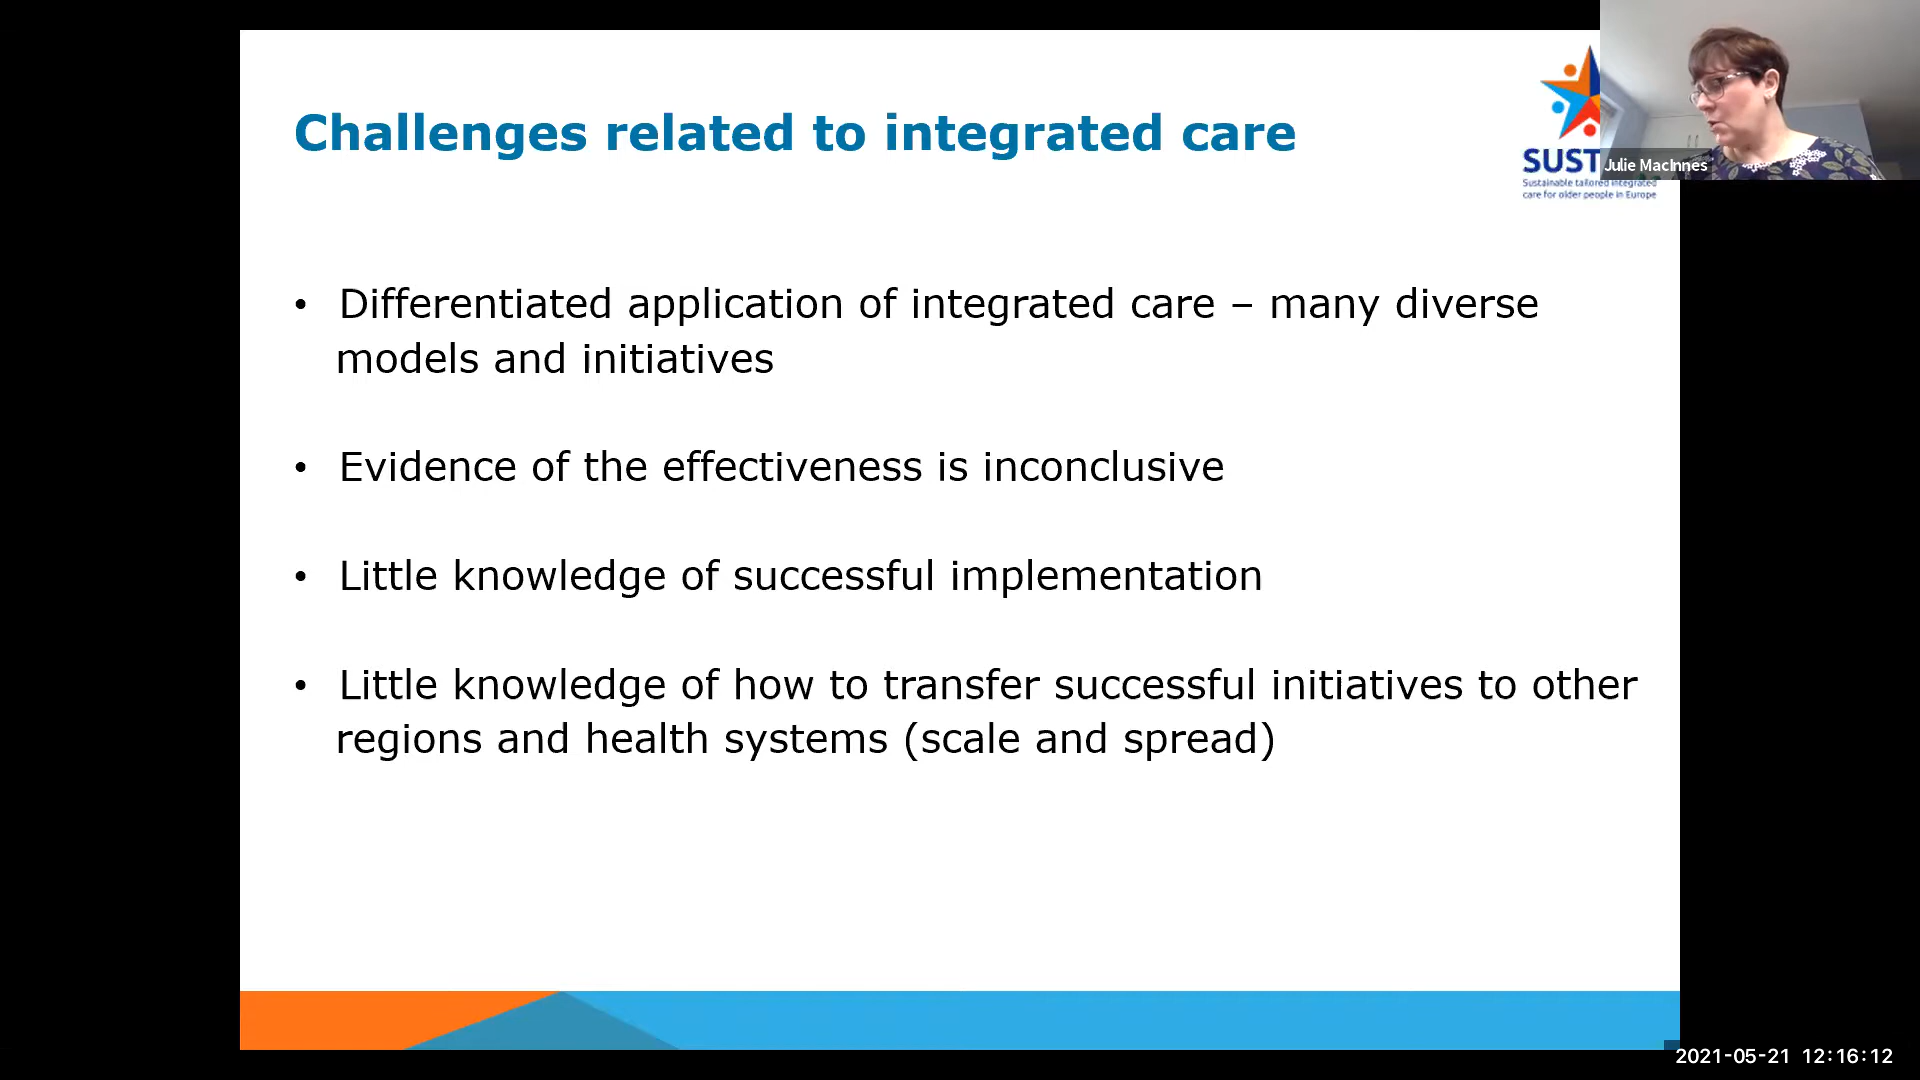 Challenges related to integrated care
SUST
Sustainable tailored integrated
care for older people in Europe
Julie MacInnes
• Differentiated application of integrated care – many diverse
models and initiatives
• Evidence of the effectiveness is inconclusive
• Little knowledge of successful implementation
• Little knowledge of how to transfer successful initiatives to other
regions and health systems (scale and spread)
2021-05-21 12:16:12